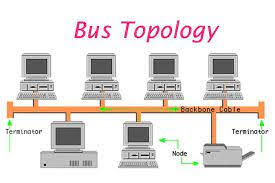 Bus Topology
Backbone Cable
Terminator
Terminator
Node